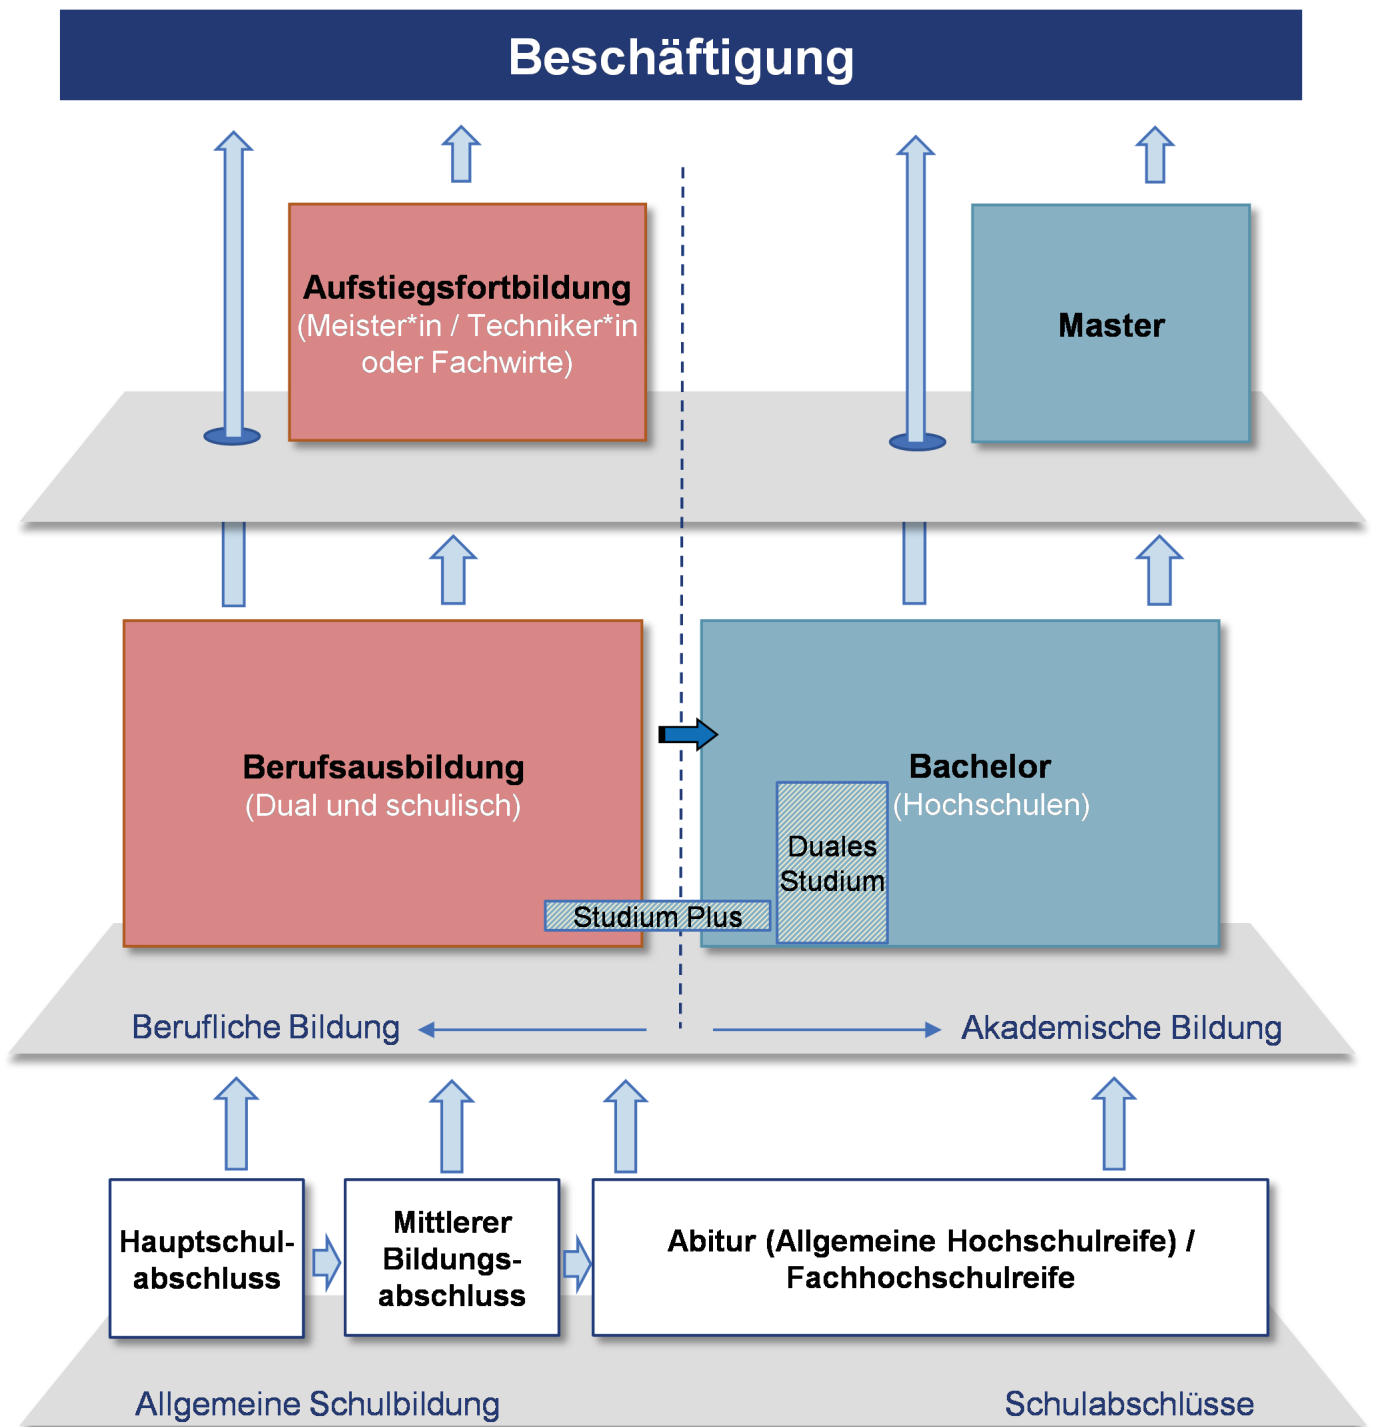 Beschäftigung
Aufstiegsfortbildung
(Meister*in / Techniker*in
oder Fachwirte)
Master
Berufsausbildung
(Dual und schulisch)
Bachelor
(Hochschulen)
Duales
Studium
Studium Plus
Berufliche Bildung
Akademische Bildung
Hauptschul-
abschluss
Mittlerer
Bildungs-
abschluss
Abitur (Allgemeine Hochschulreife) /
Fachhochschulreife
Allgemeine Schulbildung
Schulabschlüsse